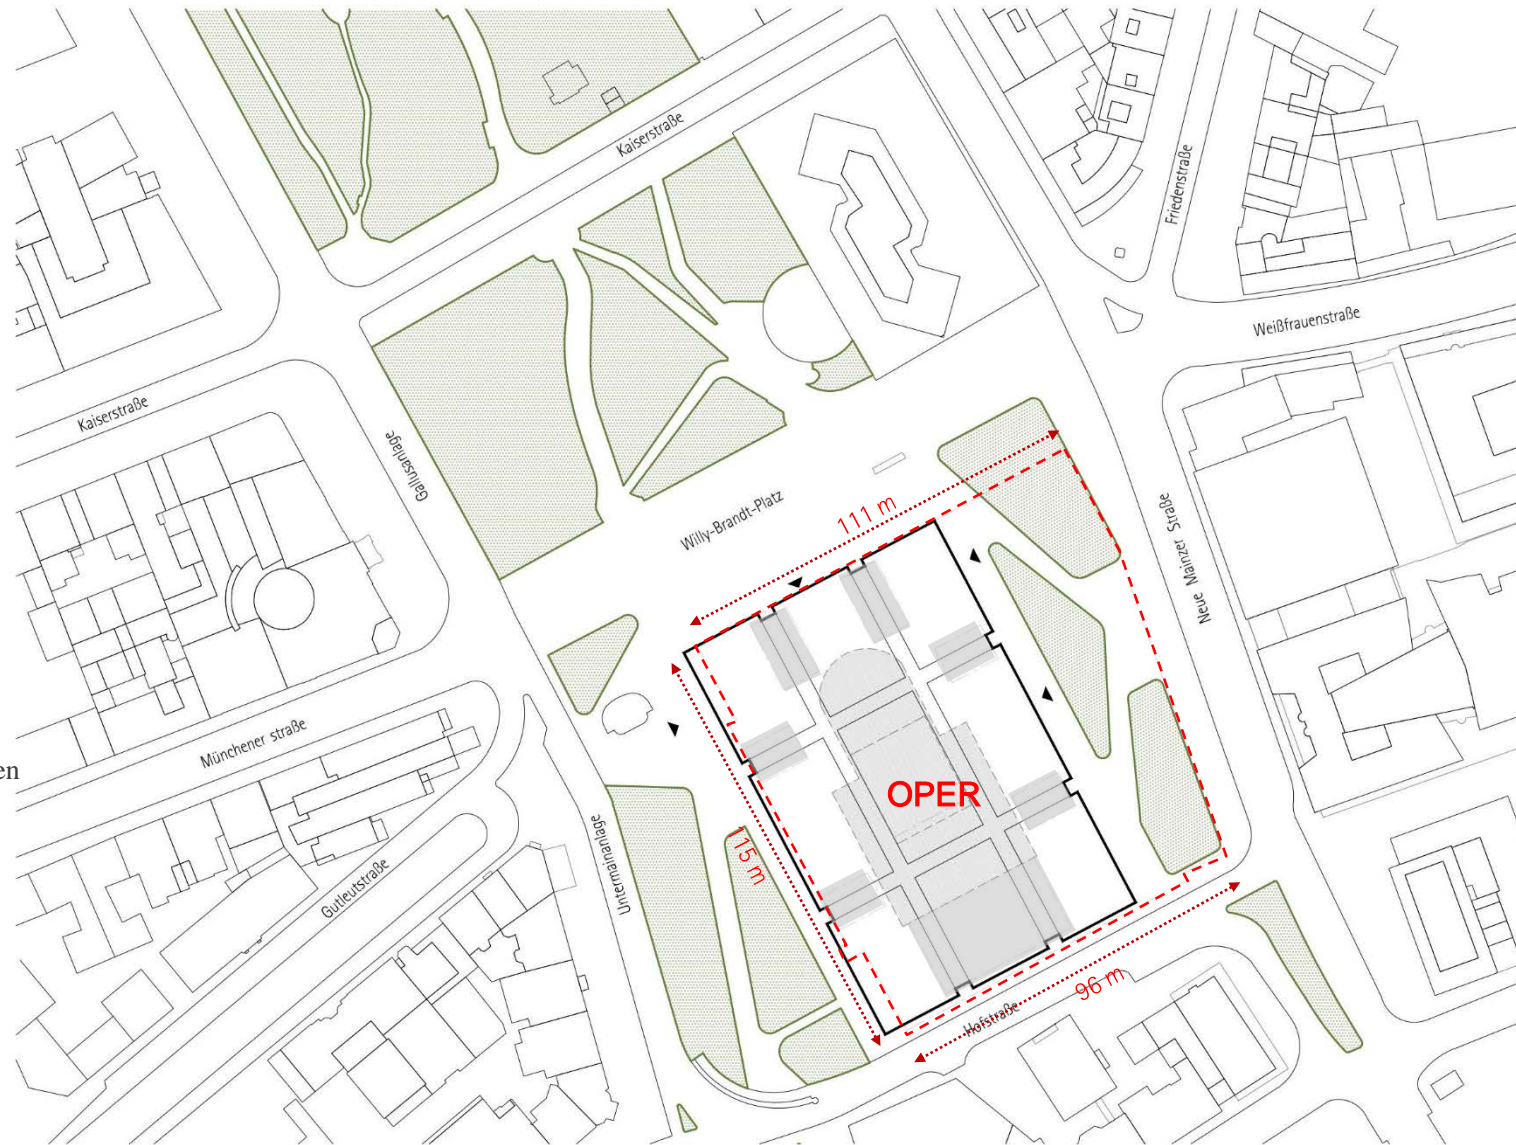 Kaiserstraße
Friedenstraße
Weißfrauenstraße
Kaiserstraße
Gallusanlage
Willy-Brandt-Platz
111 m
Neue Mainzer Straße
Münchener straße
en
OPER
115 m
Untermainanlage
Gutleutstraße
96 m
Hofstraße